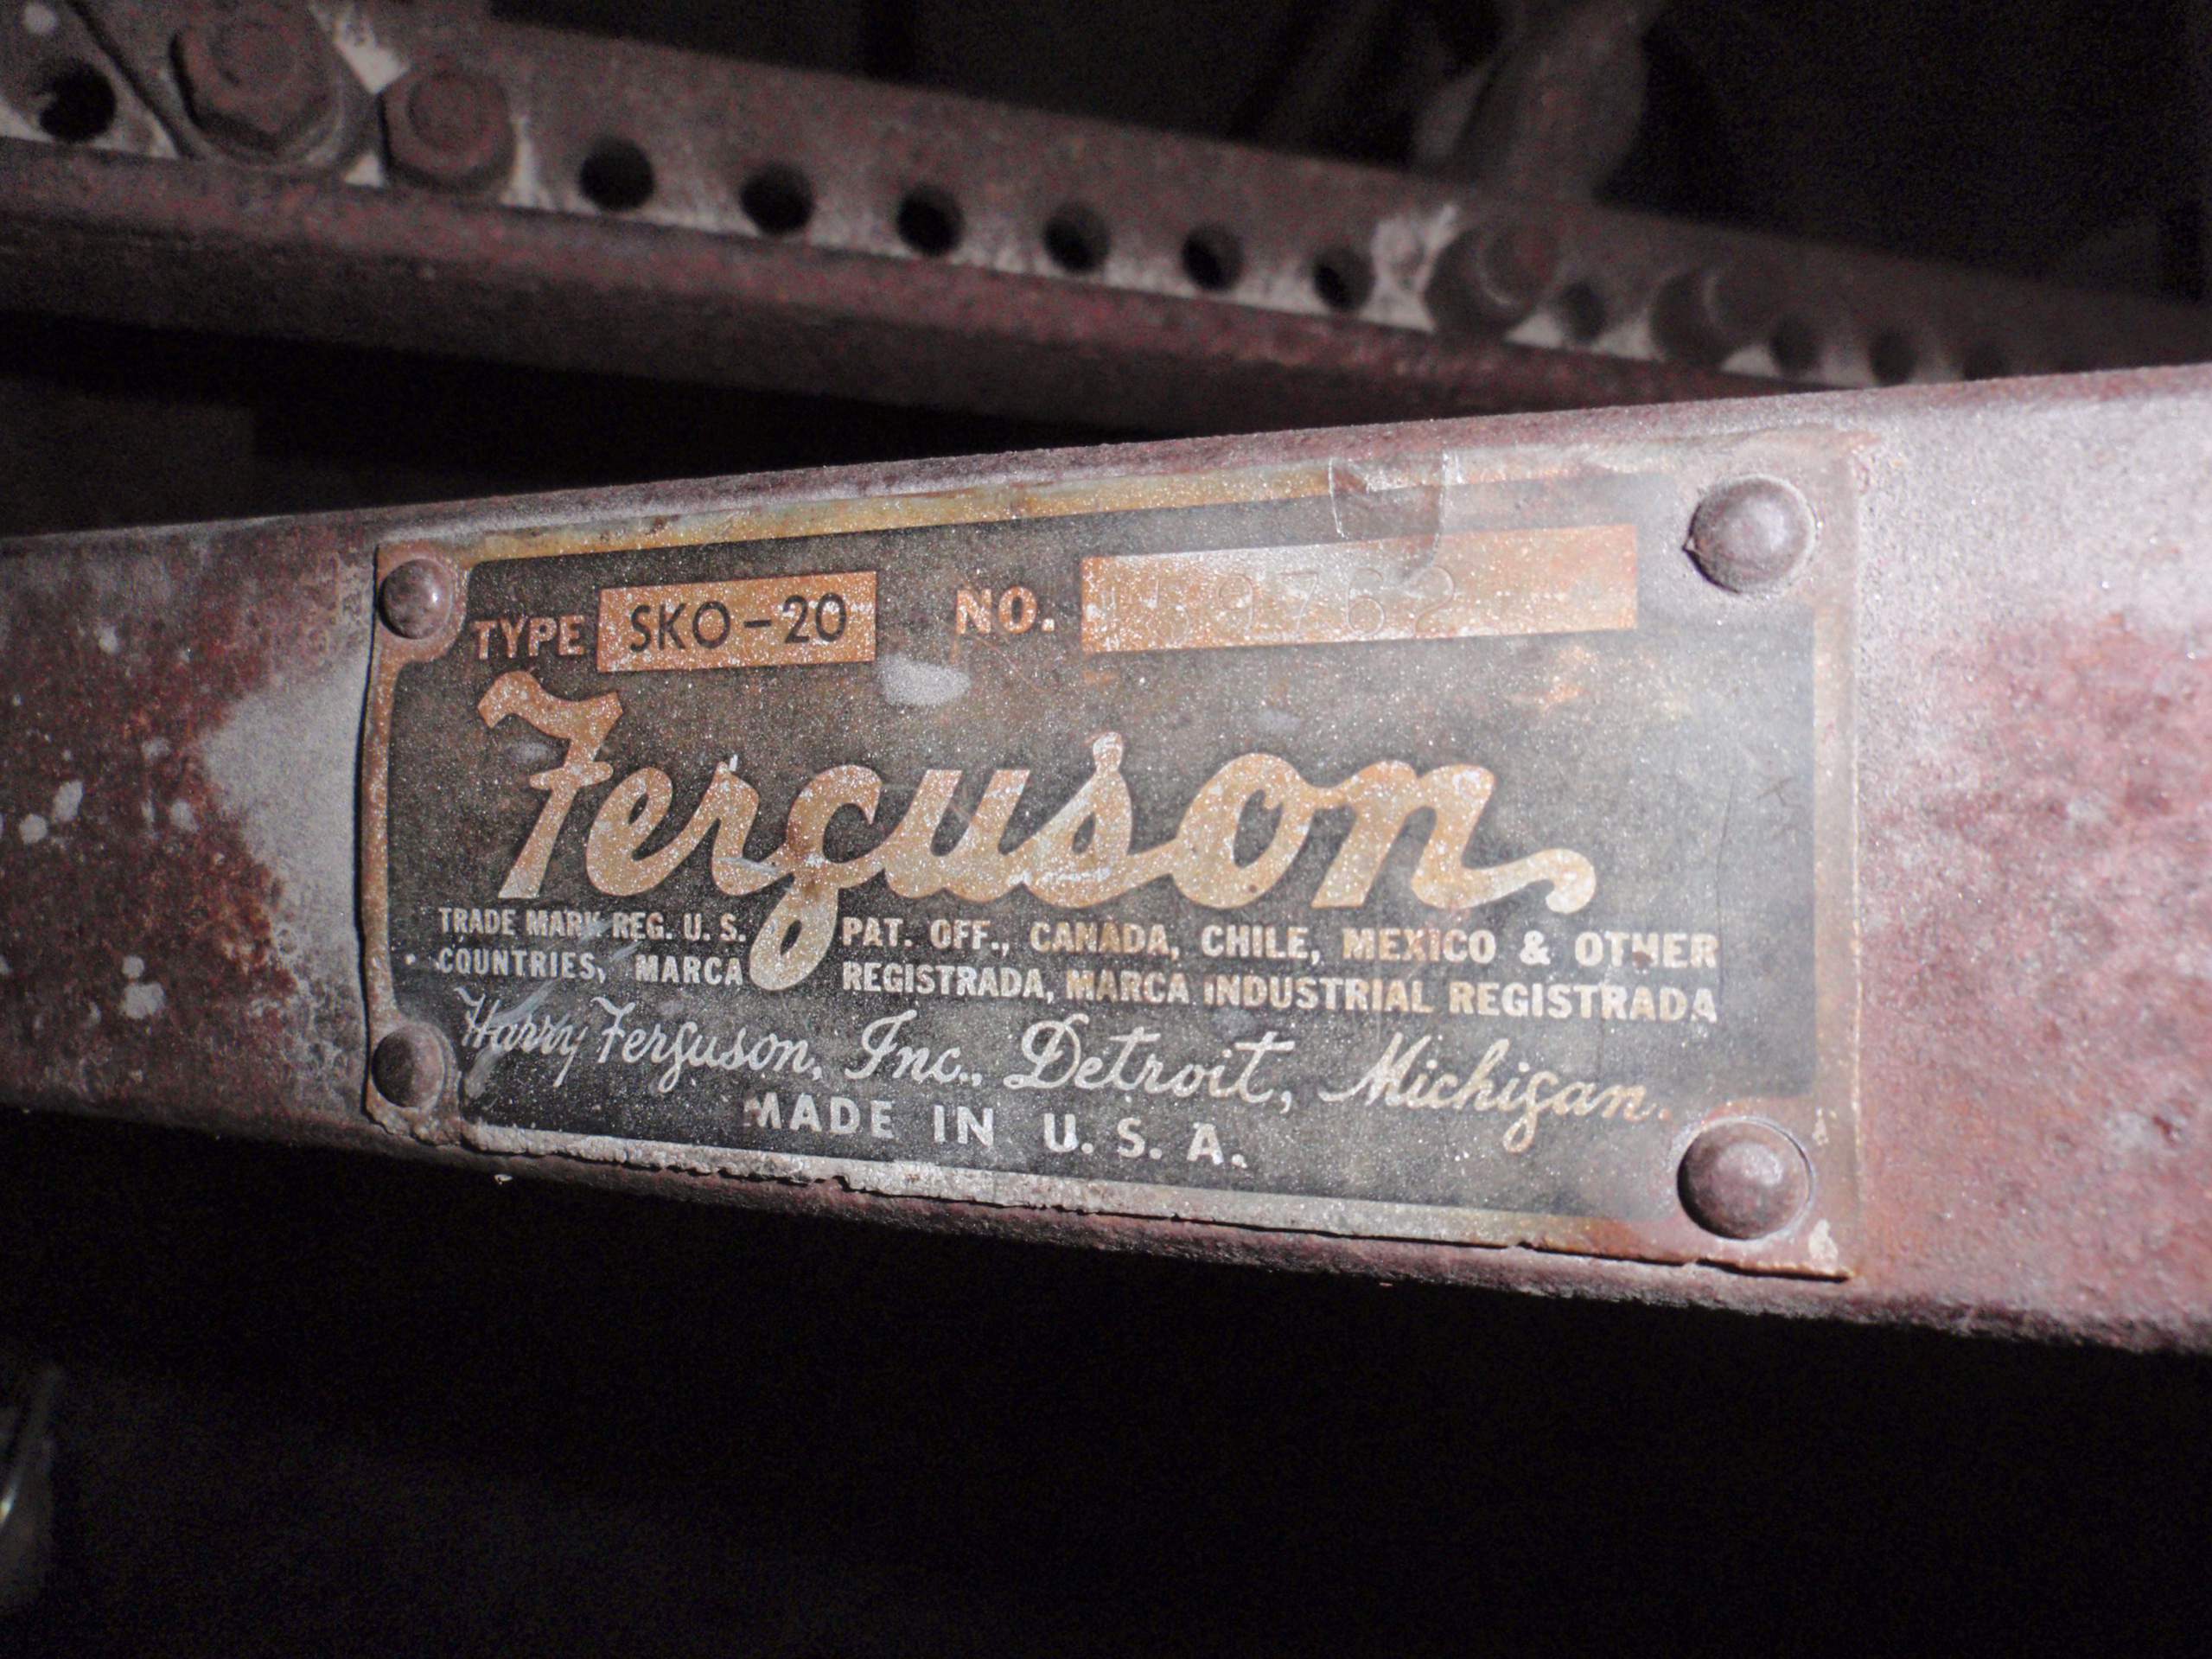 TYPE SKO-20 NO.
Ferguson
TRADE MARK REG. U. S. PAT. OFF., CANADA, CHILE, MEXICO & OTHER
COUNTRIES, MARCA REGISTRADA, MARCA INDUSTRIAL REGISTRADA
Harry Ferguson, Inc., Detroit, Michigan.
MADE IN U. S. A.